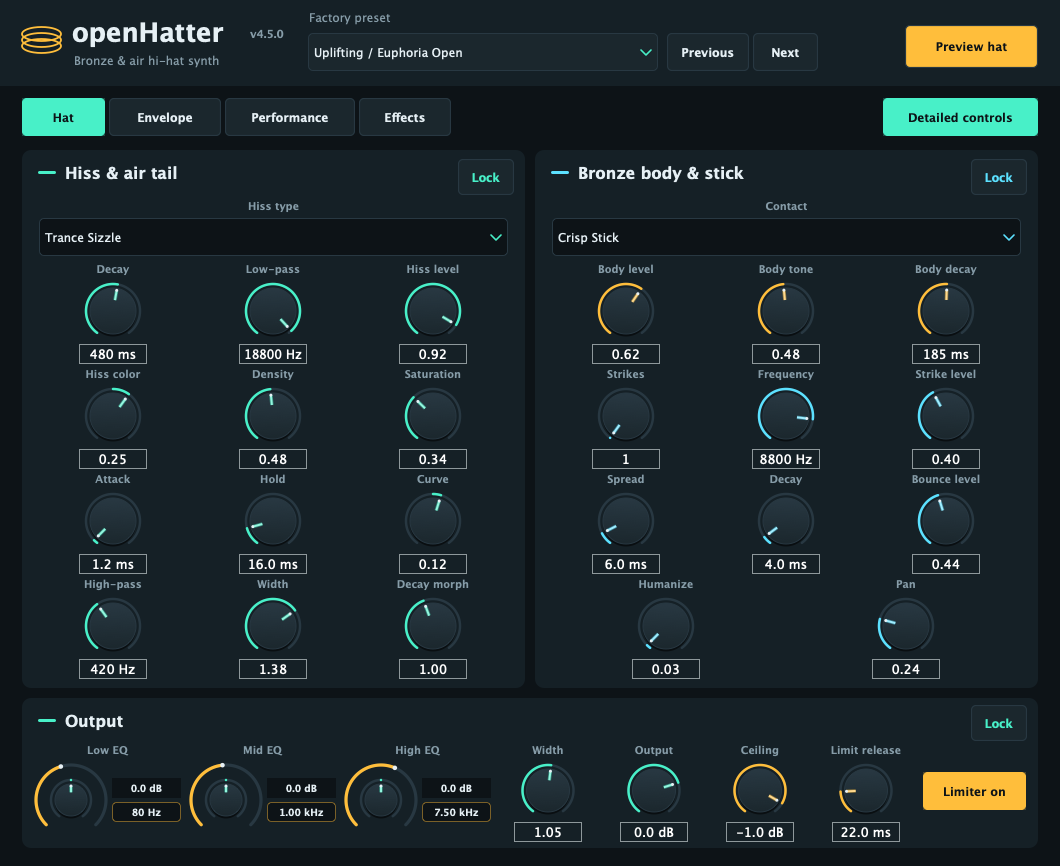 openHatter
v4.5.0
Bronze & air hi-hat synth
Factory preset
Uplifting / Euphoria Open
Previous
Next
Preview hat
Hat
Envelope
Performance
Effects
Detailed controls
Hiss & air tail
Lock
Hiss type
Trance Sizzle
Decay
Low-pass
Hiss level
480 ms
18800 Hz
0.92
Hiss color
Density
Saturation
0.25
0.48
0.34
Attack
Hold
Curve
1.2 ms
16.0 ms
0.12
High-pass
Width
Decay morph
420 Hz
1.38
1.00
Bronze body & stick
Lock
Contact
Crisp Stick
Body level
Body tone
Body decay
0.62
0.48
185 ms
Strikes
Frequency
Strike level
1
8800 Hz
0.40
Spread
Decay
Bounce level
6.0 ms
4.0 ms
0.44
Humanize
Pan
0.03
0.24
Output
Lock
Low EQ
0.0 dB
80 Hz
Mid EQ
0.0 dB
1.00 kHz
High EQ
0.0 dB
7.50 kHz
Width
1.05
Output
0.0 dB
Ceiling
-1.0 dB
Limit release
22.0 ms
Limiter on